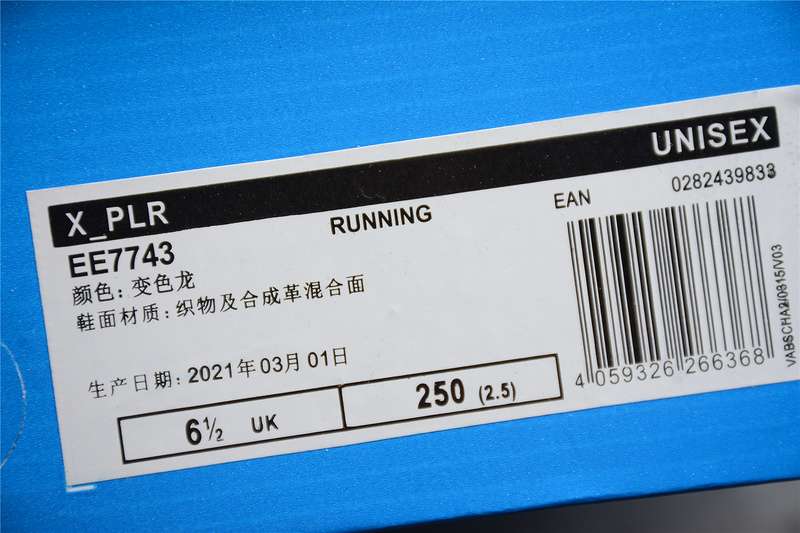 UNISEX
X_PLR
RUNNING
EAN
0282439833
EE7743
颜色: 变色龙
鞋面材质: 织物及合成革混合面
生产日期: 2021年03月01日
6½ UK
250 (2.5)
4 059326 266368
VABSCHA2/0815/V03